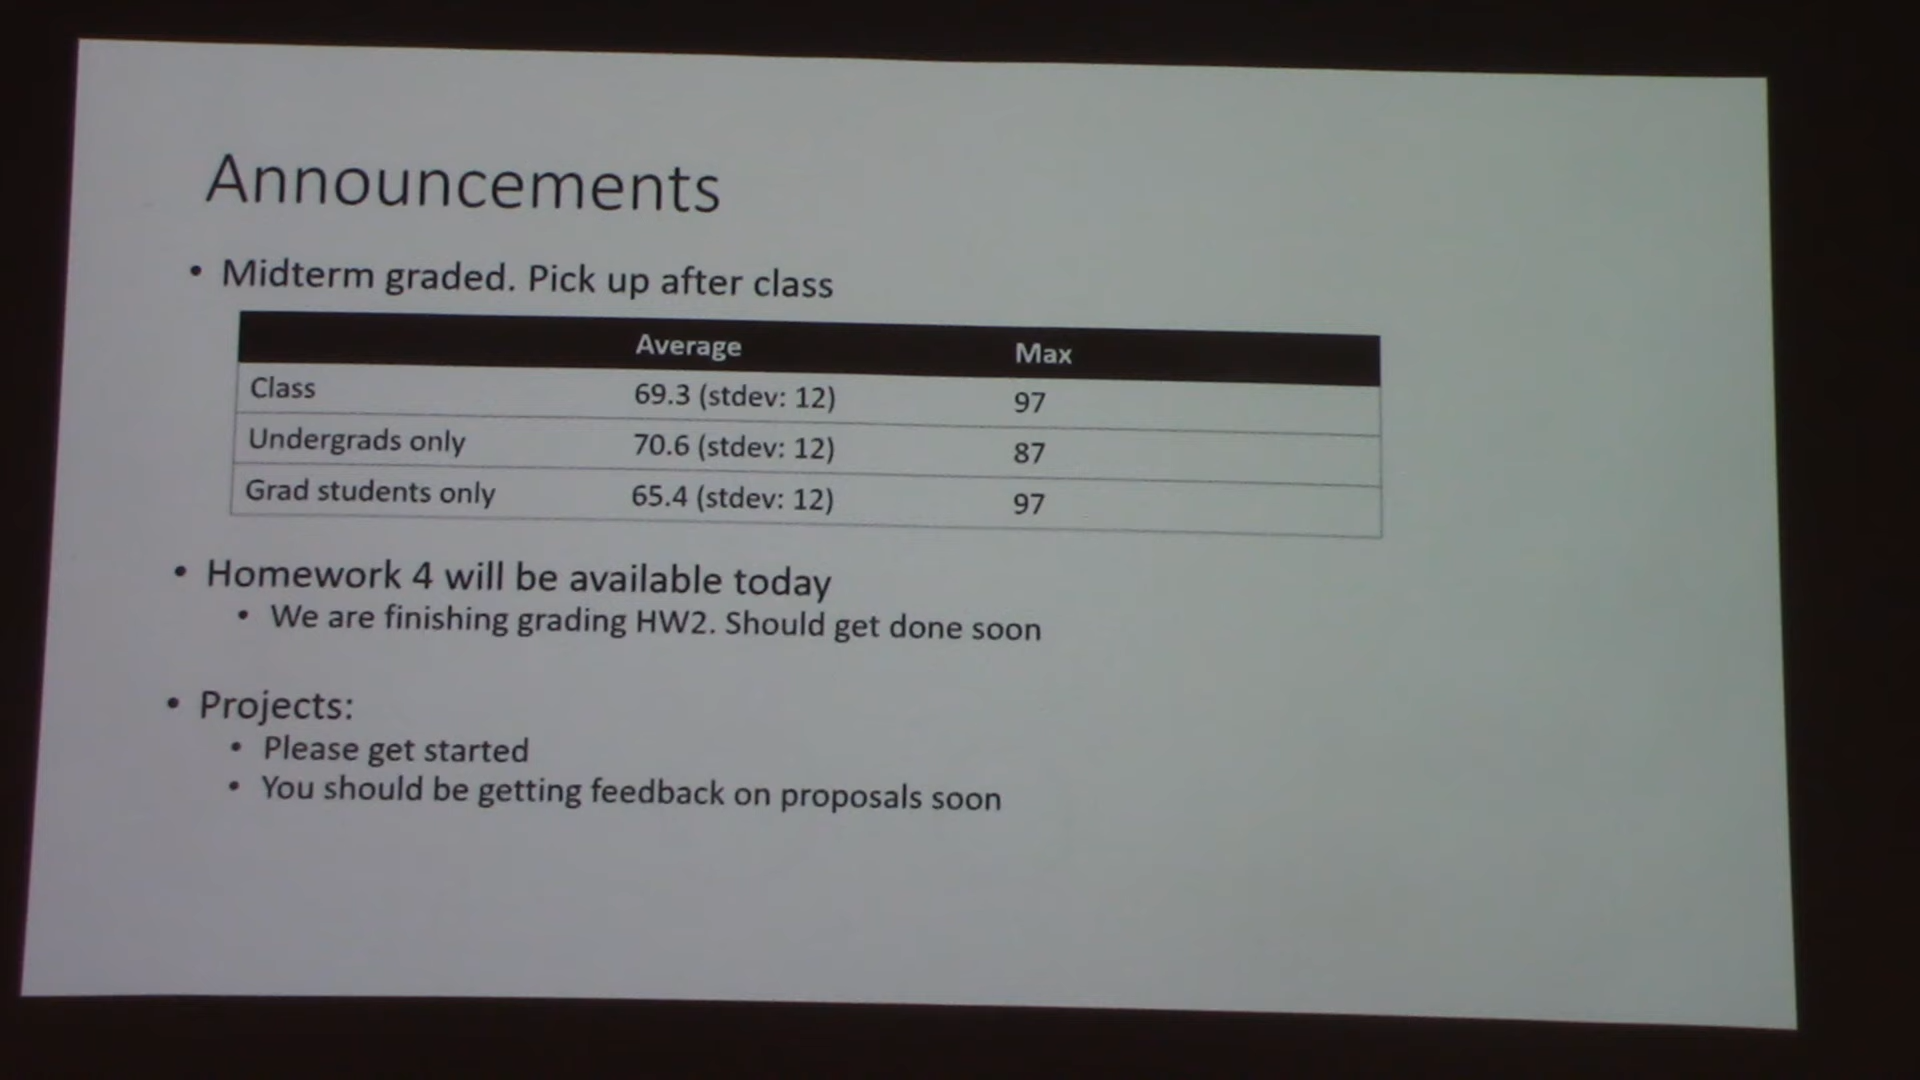 Announcements
• Midterm graded. Pick up after class
Average Max
Class 69.3 (stdev: 12) 97
Undergrads only 70.6 (stdev: 12) 87
Grad students only 65.4 (stdev: 12) 97
• Homework 4 will be available today
• We are finishing grading HW2. Should get done soon
• Projects:
• Please get started
• You should be getting feedback on proposals soon